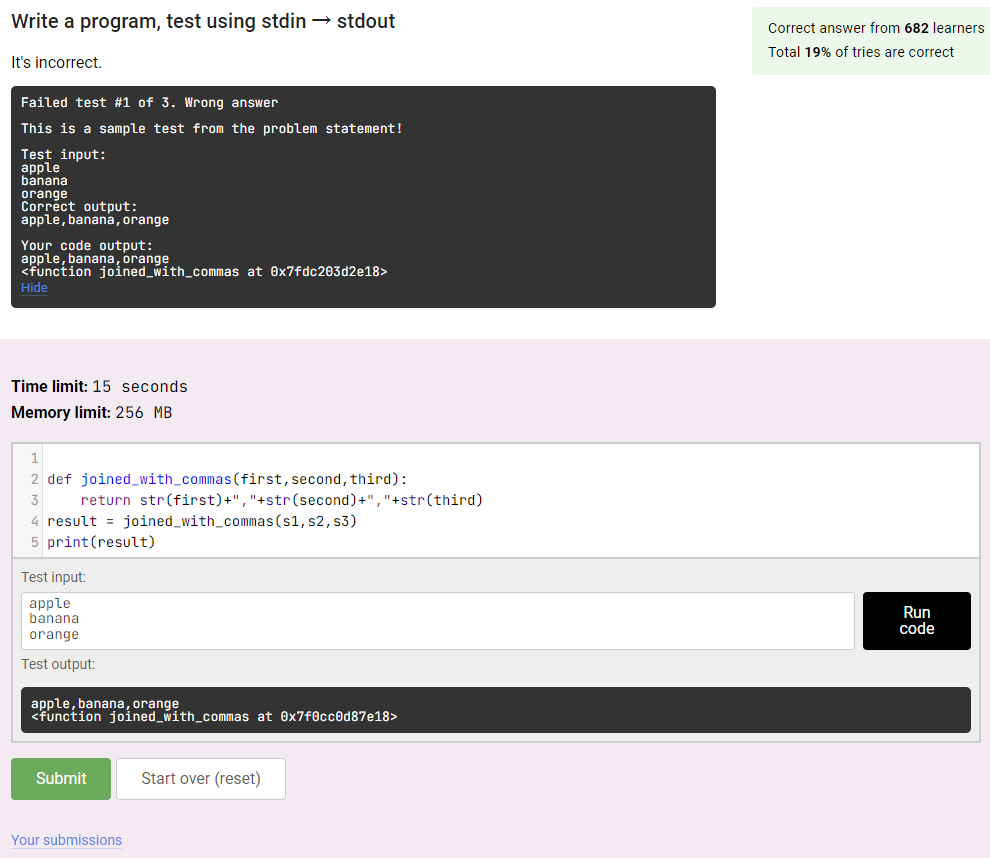 Write a program, test using stdin → stdout
Correct answer from 682 learners
Total 19% of tries are correct
It's incorrect.
Failed test #1 of 3. Wrong answer
This is a sample test from the problem statement!
Test input:
apple
banana
orange
Correct output:
apple,banana,orange
Your code output:
apple,banana,orange
<function joined_with_commas at 0x7fdc203d2e18>
Hide
Time limit: 15 seconds
Memory limit: 256 MB
1
2 def joined_with_commas(first,second,third):
3     return str(first)+","+str(second)+","+str(third)
4 result = joined_with_commas(s1,s2,s3)
5 print(result)
Test input:
apple
banana
orange
Run
code
Test output:
apple,banana,orange
<function joined_with_commas at 0x7f0cc0d87e18>
Submit
Start over (reset)
Your submissions